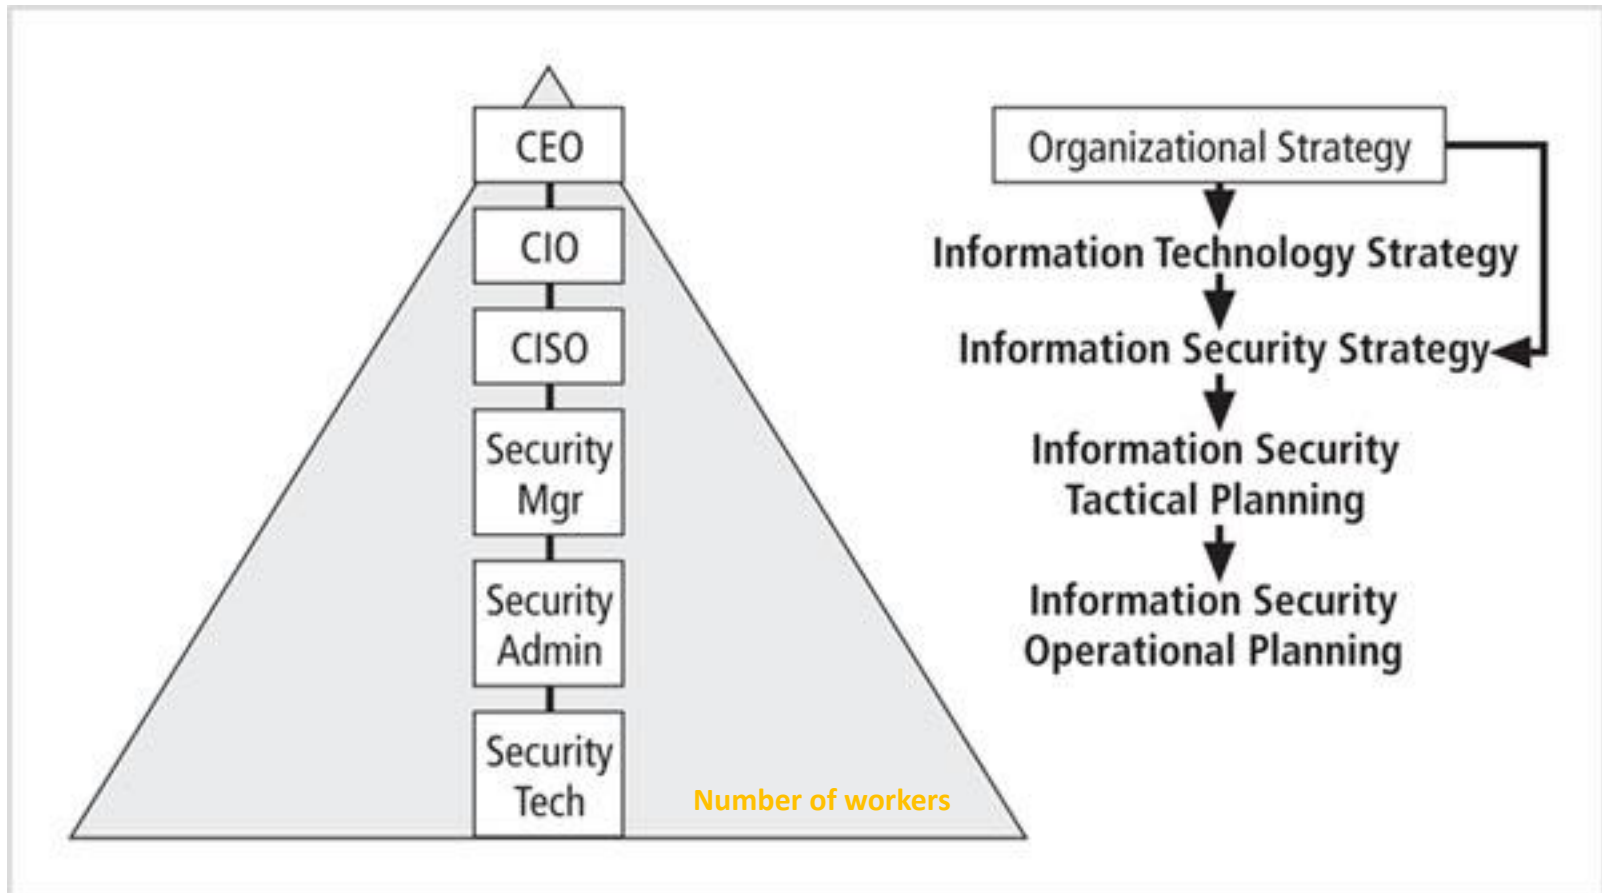 CEO
CIO
CISO
Security
Mgr
Security
Admin
Security
Tech
Number of workers
Organizational Strategy
Information Technology Strategy
Information Security Strategy
Information Security
Tactical Planning
Information Security
Operational Planning